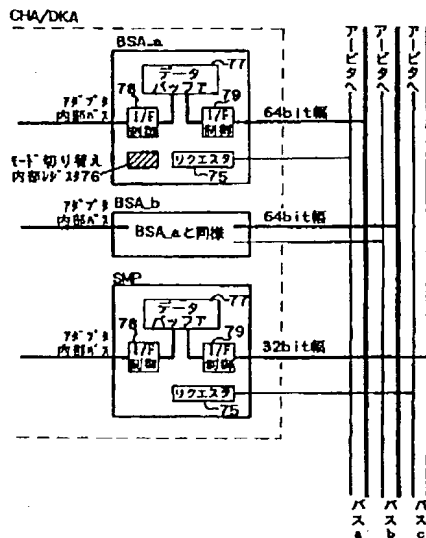 CHA/DKA
BSA_a
77
データ
バッファ
78
I/F
制御
79
I/F
制御
アダプタ
内部バス
64bit幅
モード切り替え
内部レジスタ76
リクエスタ
75
BSA_b
アダプタ
内部バス
BSA_aと同様
64bit幅
SMP
77
データ
バッファ
78
I/F
制御
79
I/F
制御
アダプタ
内部バス
32bit幅
リクエスタ
75
アービタへ
アービタへ
アービタへ
バスa
バスb
バスc